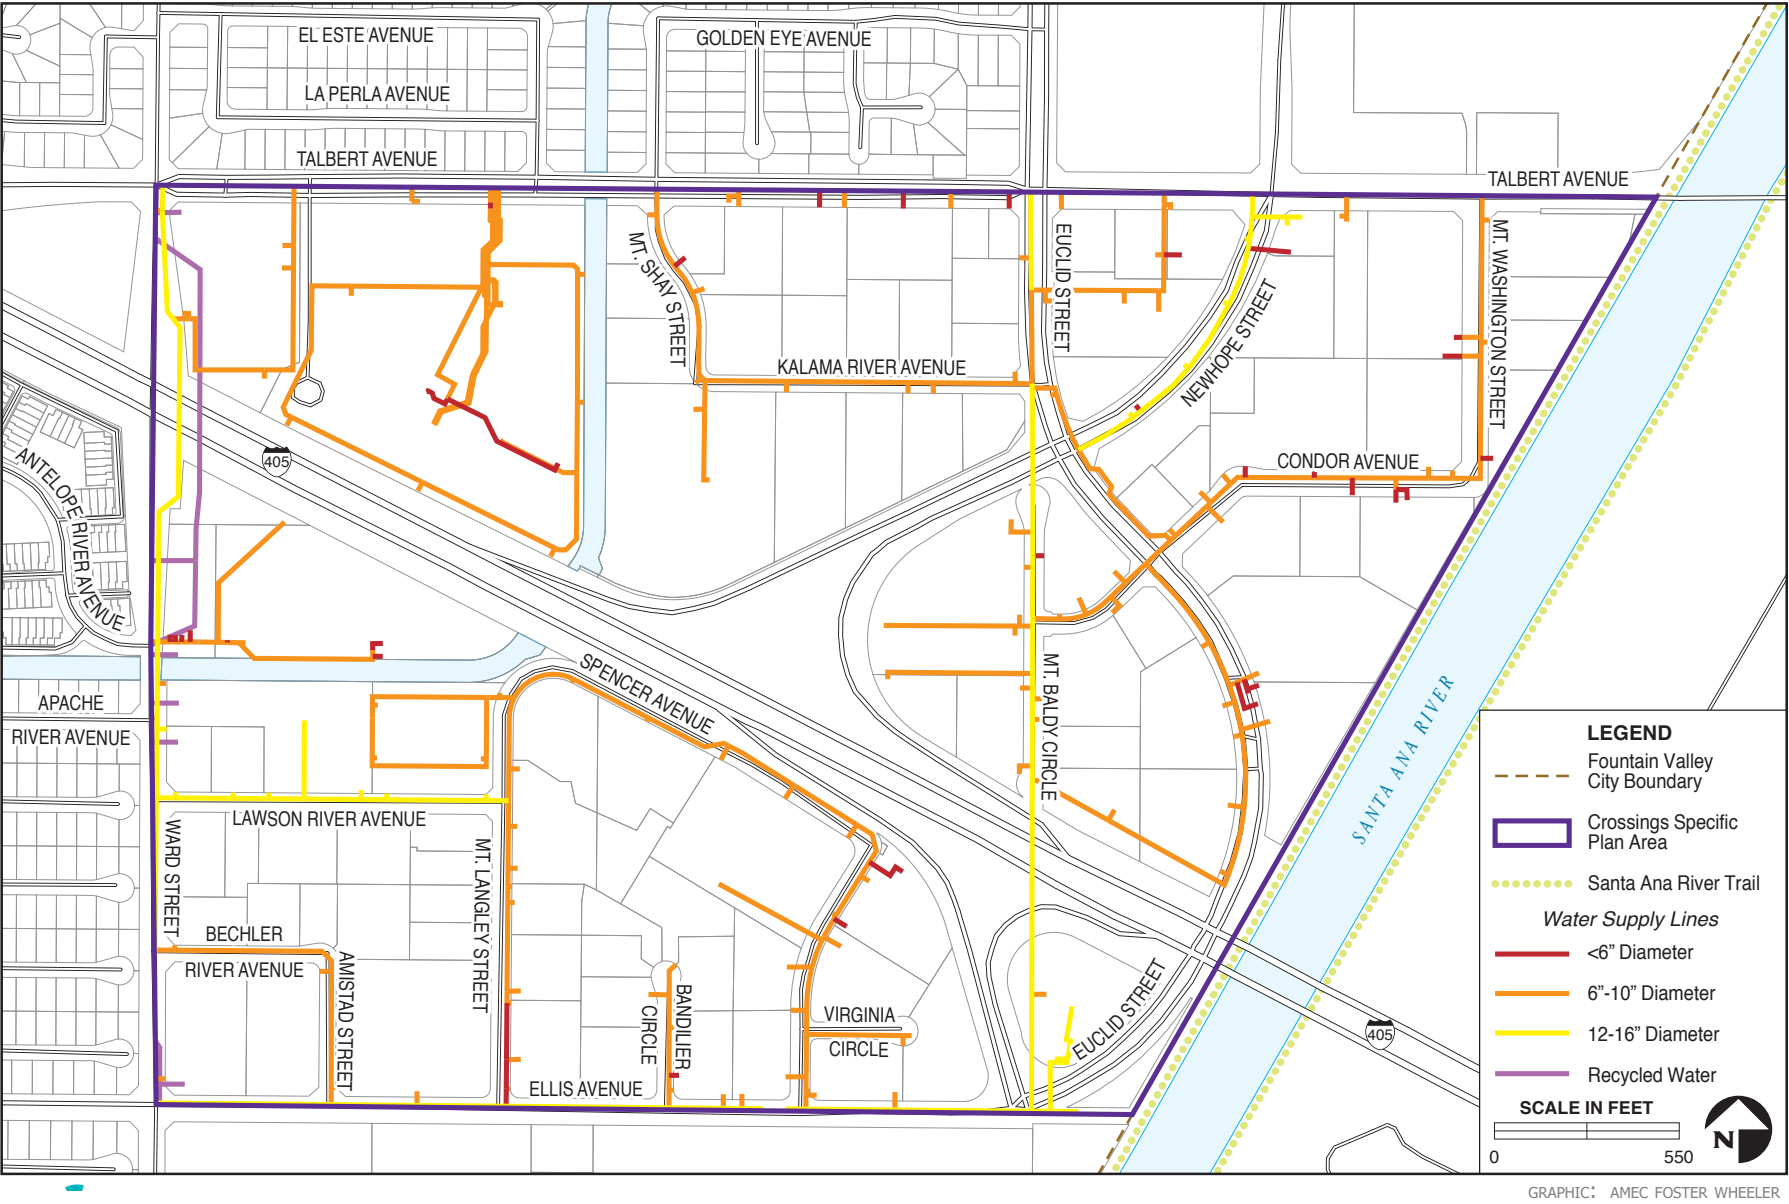 EL ESTE AVENUE
GOLDEN EYE AVENUE
LA PERLA AVENUE
TALBERT AVENUE
TALBERT AVENUE
MT. SHAY STREET
EUCLID STREET
NEWHOPE STREET
MT. WASHINGTON STREET
KALAMA RIVER AVENUE
405
CONDOR AVENUE
ANTELOPE RIVER AVENUE
SPENCER AVENUE
MT. BALDY CIRCLE
SANTA ANA RIVER
APACHE
RIVER AVENUE
LAWSON RIVER AVENUE
WARD STREET
MT. LANGLEY STREET
BECHLER
RIVER AVENUE
AMISTAD STREET
BANDILIER
CIRCLE
VIRGINIA
CIRCLE
EUCLID STREET
ELLIS AVENUE
405
LEGEND
Fountain Valley
City Boundary
Crossings Specific
Plan Area
Santa Ana River Trail
Water Supply Lines
<6” Diameter
6”-10” Diameter
12-16” Diameter
Recycled Water
SCALE IN FEET
0 550
N
GRAPHIC: AMEC FOSTER WHEELER